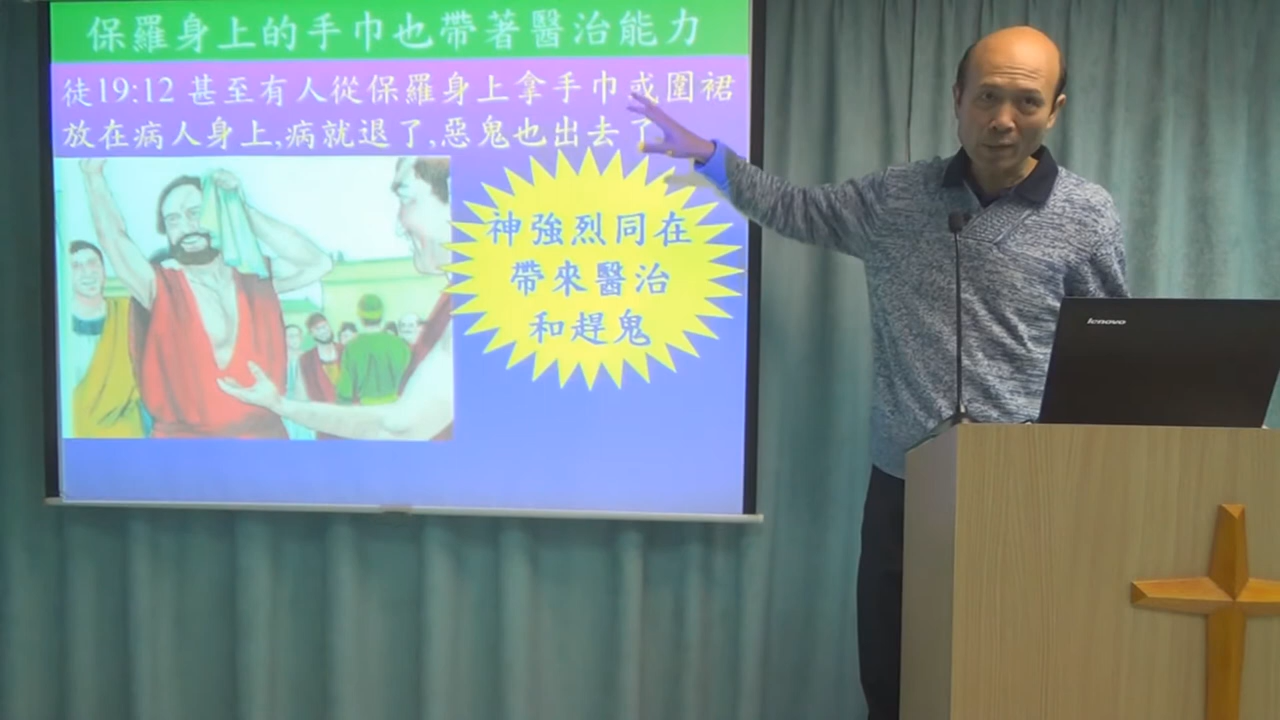 保羅身上的手巾也帶著醫治能力
徒19:12 甚至有人從保羅身上拿手巾或圍裙
放在病人身上,病就退了,惡鬼也出去了
神強烈同在
帶來醫治
和趕鬼
lenovo